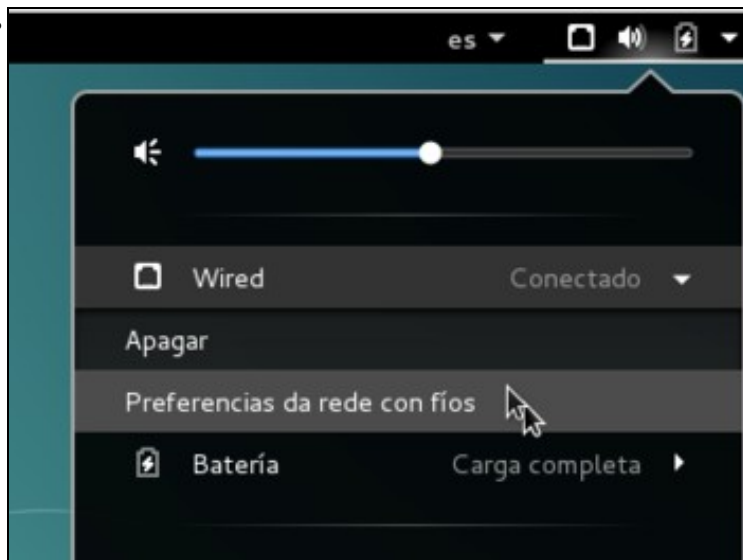 es
Wired Conectado
Apagar
Preferencias da rede con fíos
Batería Carga completa